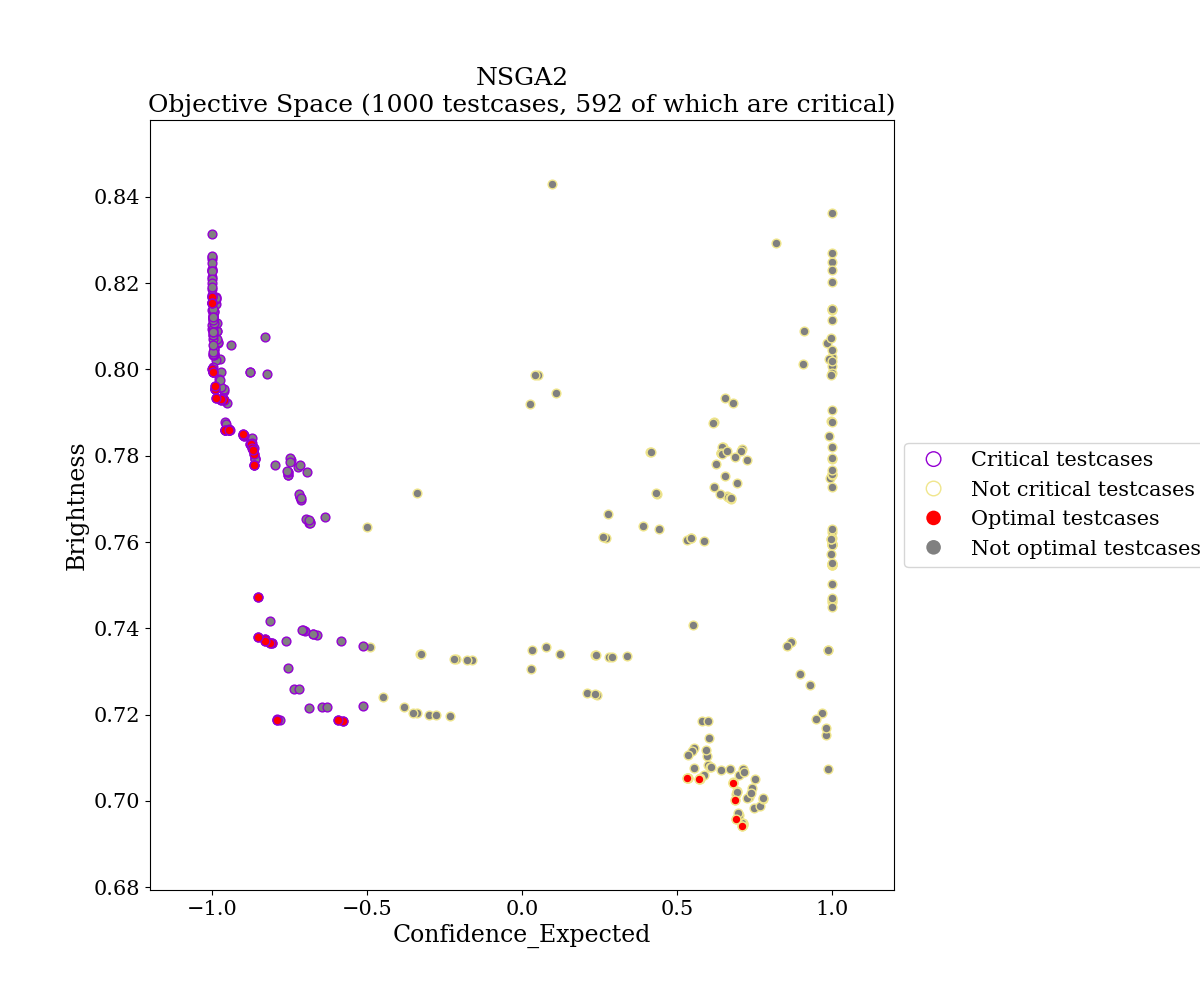 NSGA2
Objective Space (1000 testcases, 592 of which are critical)
0.84
0.82
0.80
0.78
0.76
0.74
0.72
0.70
0.68
Brightness
−1.0
−0.5
0.0
0.5
1.0
Confidence_Expected
Critical testcases
Not critical testcases
Optimal testcases
Not optimal testcases